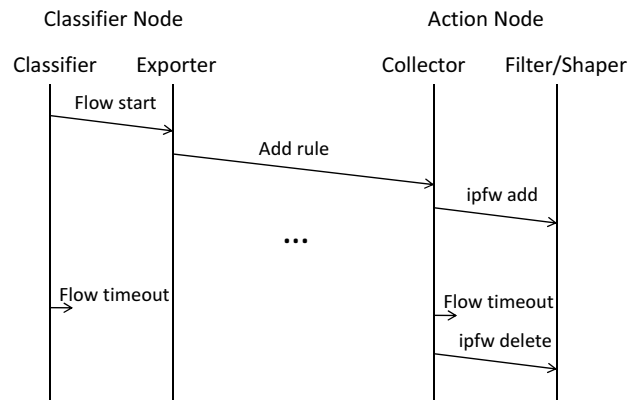 Classifier Node Action Node
Classifier Exporter Collector Filter/Shaper
Flow start
Add rule
ipfw add
...
Flow timeout Flow timeout
ipfw delete